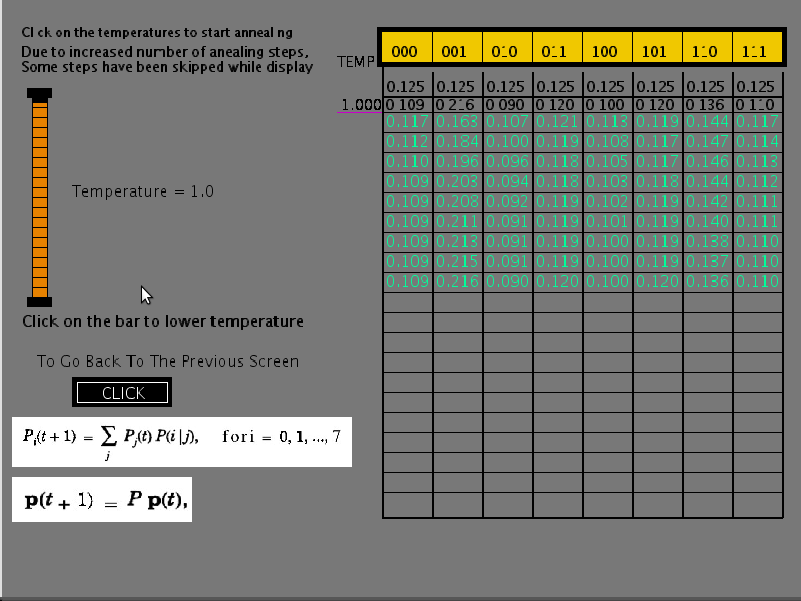 Click on the temperatures to start annealing
Due to increased number of anealing steps,
Some steps have been skipped while display
Temperature = 1.0
Click on the bar to lower temperature
To Go Back To The Previous Screen
CLICK
Pᵢ(t + 1) = ∑ⱼ Pⱼ(t) P(i | j), for i = 0, 1, ..., 7
p(t + 1) = P p(t),
TEMP 000 001 010 011 100 101 110 111
0.125 0.125 0.125 0.125 0.125 0.125 0.125 0.125
1.000 0.109 0.216 0.090 0.120 0.100 0.120 0.136 0.110
0.117 0.163 0.107 0.121 0.113 0.119 0.144 0.117
0.112 0.184 0.100 0.119 0.108 0.117 0.147 0.114
0.110 0.196 0.096 0.118 0.105 0.117 0.146 0.113
0.109 0.203 0.094 0.118 0.103 0.118 0.144 0.112
0.109 0.208 0.092 0.119 0.102 0.119 0.142 0.111
0.109 0.211 0.091 0.119 0.101 0.119 0.140 0.111
0.109 0.213 0.091 0.119 0.100 0.119 0.138 0.110
0.109 0.215 0.091 0.119 0.100 0.119 0.137 0.110
0.109 0.216 0.090 0.120 0.100 0.120 0.136 0.110